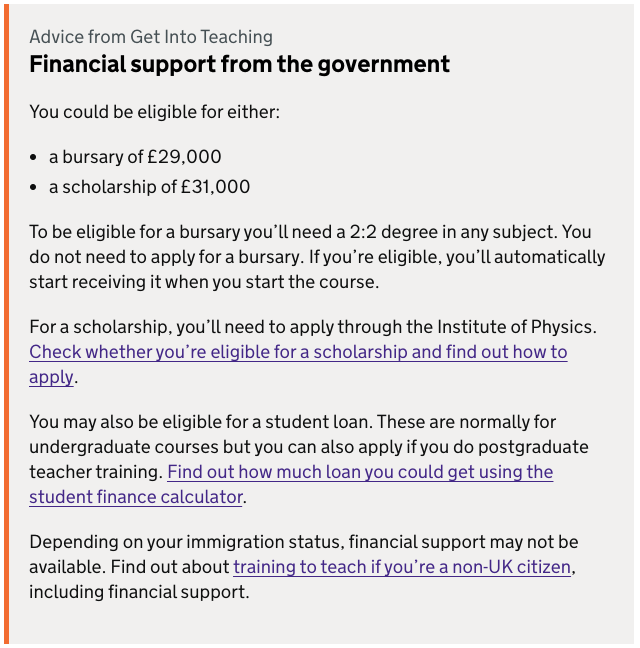 Advice from Get Into Teaching
Financial support from the government
You could be eligible for either:
• a bursary of £29,000
• a scholarship of £31,000
To be eligible for a bursary you’ll need a 2:2 degree in any subject. You
do not need to apply for a bursary. If you’re eligible, you’ll automatically
start receiving it when you start the course.
For a scholarship, you’ll need to apply through the Institute of Physics.
Check whether you’re eligible for a scholarship and find out how to
apply.
You may also be eligible for a student loan. These are normally for
undergraduate courses but you can also apply if you do postgraduate
teacher training. Find out how much loan you could get using the
student finance calculator.
Depending on your immigration status, financial support may not be
available. Find out about training to teach if you’re a non-UK citizen,
including financial support.